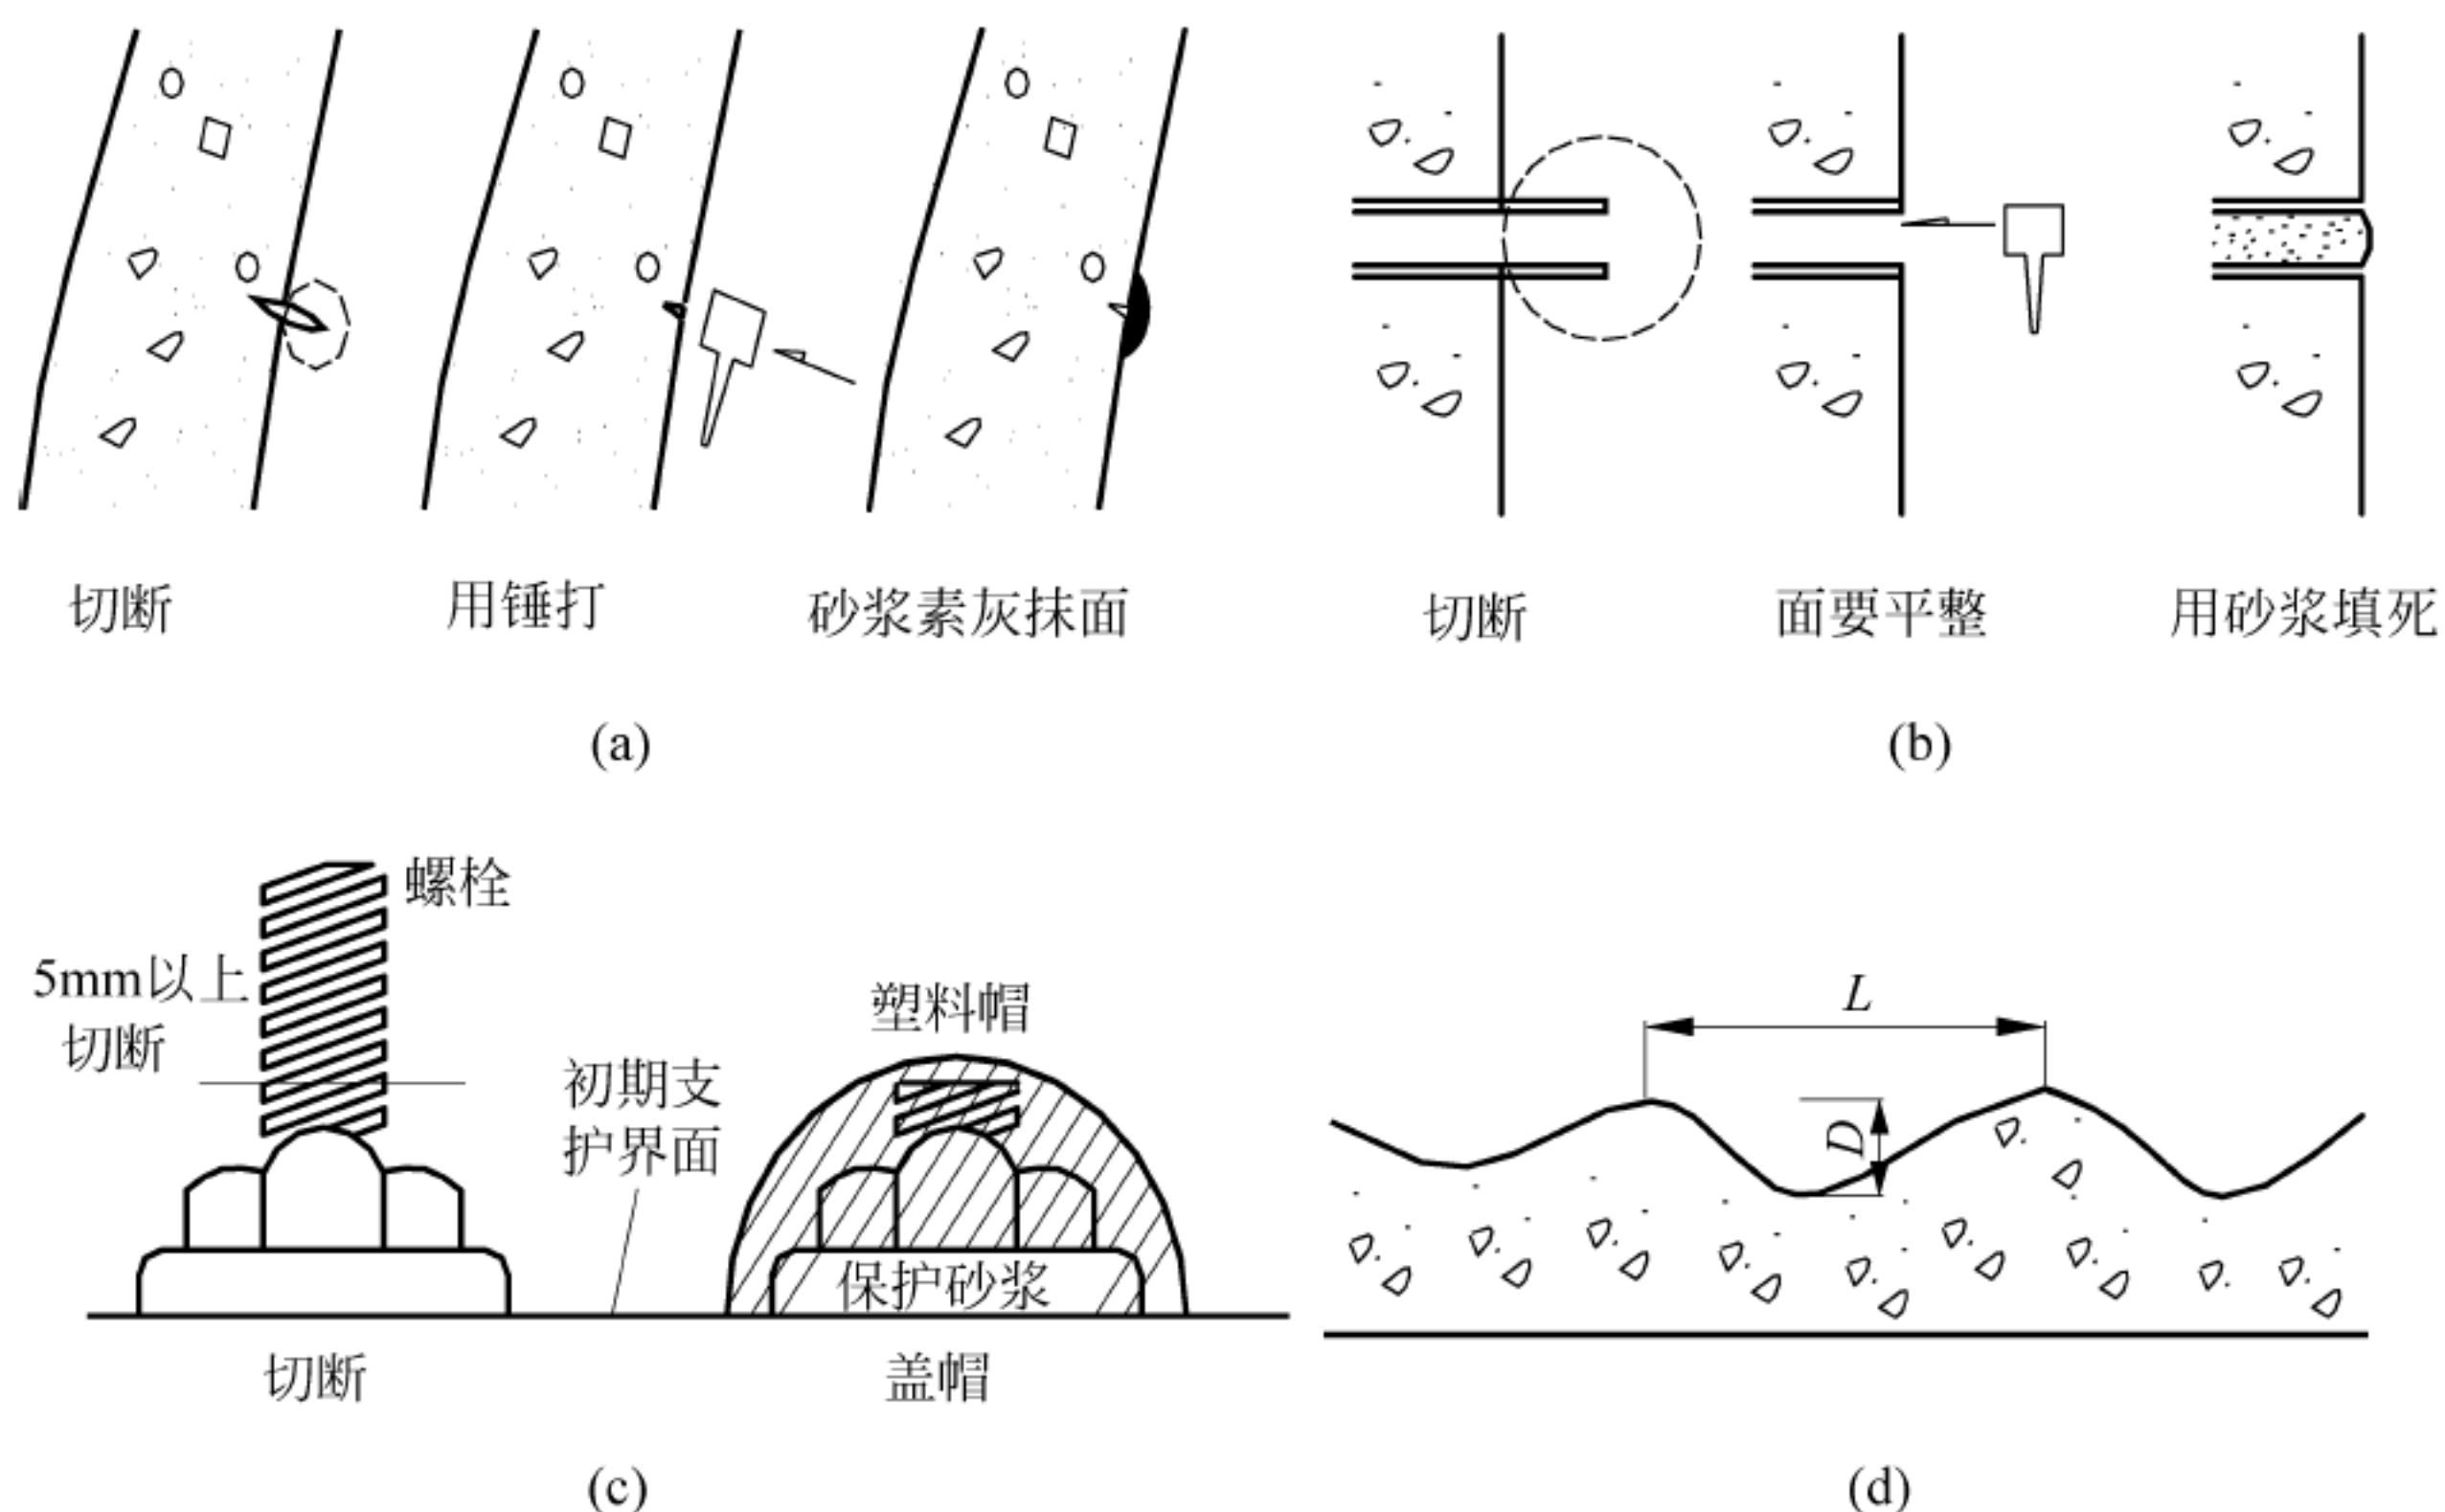 切断
用锤打
砂浆素灰抹面
切断
面要平整
用砂浆填死
(a)
(b)
螺栓
5mm以上
切断
塑料帽
初期支
护界面
保护砂浆
切断
盖帽
L
D
(c)
(d)